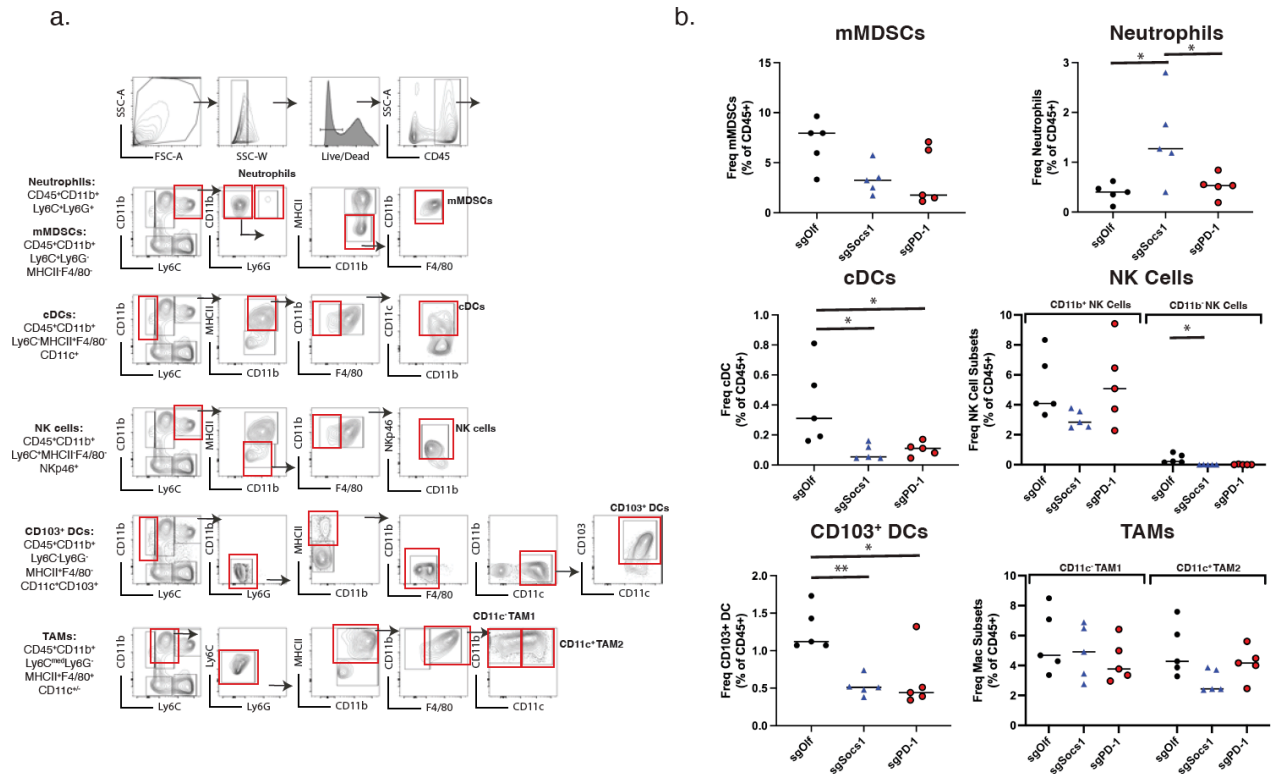 a.
SSC-A
FSC-A
SSC-W
LIve/Dead
SSC-A
CD45
Neutrophils:
CD45⁺CD11b⁺
Ly6C⁺Ly6G⁺
mMDSCs:
CD45⁺CD11b⁺
Ly6C⁺Ly6G⁻
MHCII⁻F4/80⁻
CD11b
Ly6C
Neutrophils
CD11b
Ly6G
MHCII
CD11b
CD11b
mMDSCs
F4/80
cDCs:
CD45⁺CD11b⁺
Ly6C⁻MHCII⁺F4/80⁻
CD11c⁺
CD11b
Ly6C
MHCII
CD11b
CD11b
F4/80
CD11c
cDCs
CD11b
NK cells:
CD45⁺CD11b⁺
Ly6C⁺MHCII⁻F4/80⁻
NKp46⁺
CD11b
Ly6C
MHCII
CD11b
CD11b
F4/80
NKp46
NK cells
CD11b
CD103⁺ DCs:
CD45⁺CD11b⁺
Ly6C⁻Ly6G⁻
MHCII⁺F4/80⁻
CD11c⁺CD103⁺
CD11b
Ly6C
CD11b
Ly6G
MHCII
CD11b
CD11b
F4/80
CD11b
CD11c
CD103⁺ DCs
CD103
CD11c
TAMs:
CD45⁺CD11b⁺
Ly6Cᵐᵉᵈ Ly6G⁻
MHCII⁺F4/80⁺
CD11c⁺/⁻
CD11b
Ly6C
Ly6C
Ly6G
MHCII
CD11b
CD11b
F4/80
CD11c⁻TAM1
CD11b
CD11c⁺TAM2
CD11c
b.
mMDSCs
Freq mMDSCs
(% of CD45+)
15
10
5
0
sgOlf
sgSocs1
sgPD-1
Neutrophils
Freq Neutrophils
(% of CD45+)
3
2
1
0
*
*
sgOlf
sgSocs1
sgPD-1
cDCs
Freq cDC
(% of CD45+)
1.0
0.8
0.6
0.4
0.2
0.0
*
*
sgOlf
sgSocs1
sgPD-1
NK Cells
CD11b⁺ NK Cells
CD11b⁻ NK Cells
Freq NK Cell Subsets
(% of CD45+)
10
8
6
4
2
0
*
sgOlf
sgSocs1
sgPD-1
sgOlf
sgSocs1
sgPD-1
CD103⁺ DCs
Freq CD103+ DC
(% of CD45+)
2.0
1.5
1.0
0.5
0.0
*
**
sgOlf
sgSocs1
sgPD-1
TAMs
CD11c⁻TAM1
CD11c⁺TAM2
Freq Mac Subsets
(% of CD45+)
10
8
6
4
2
0
sgOlf
sgSocs1
sgPD-1
sgOlf
sgSocs1
sgPD-1